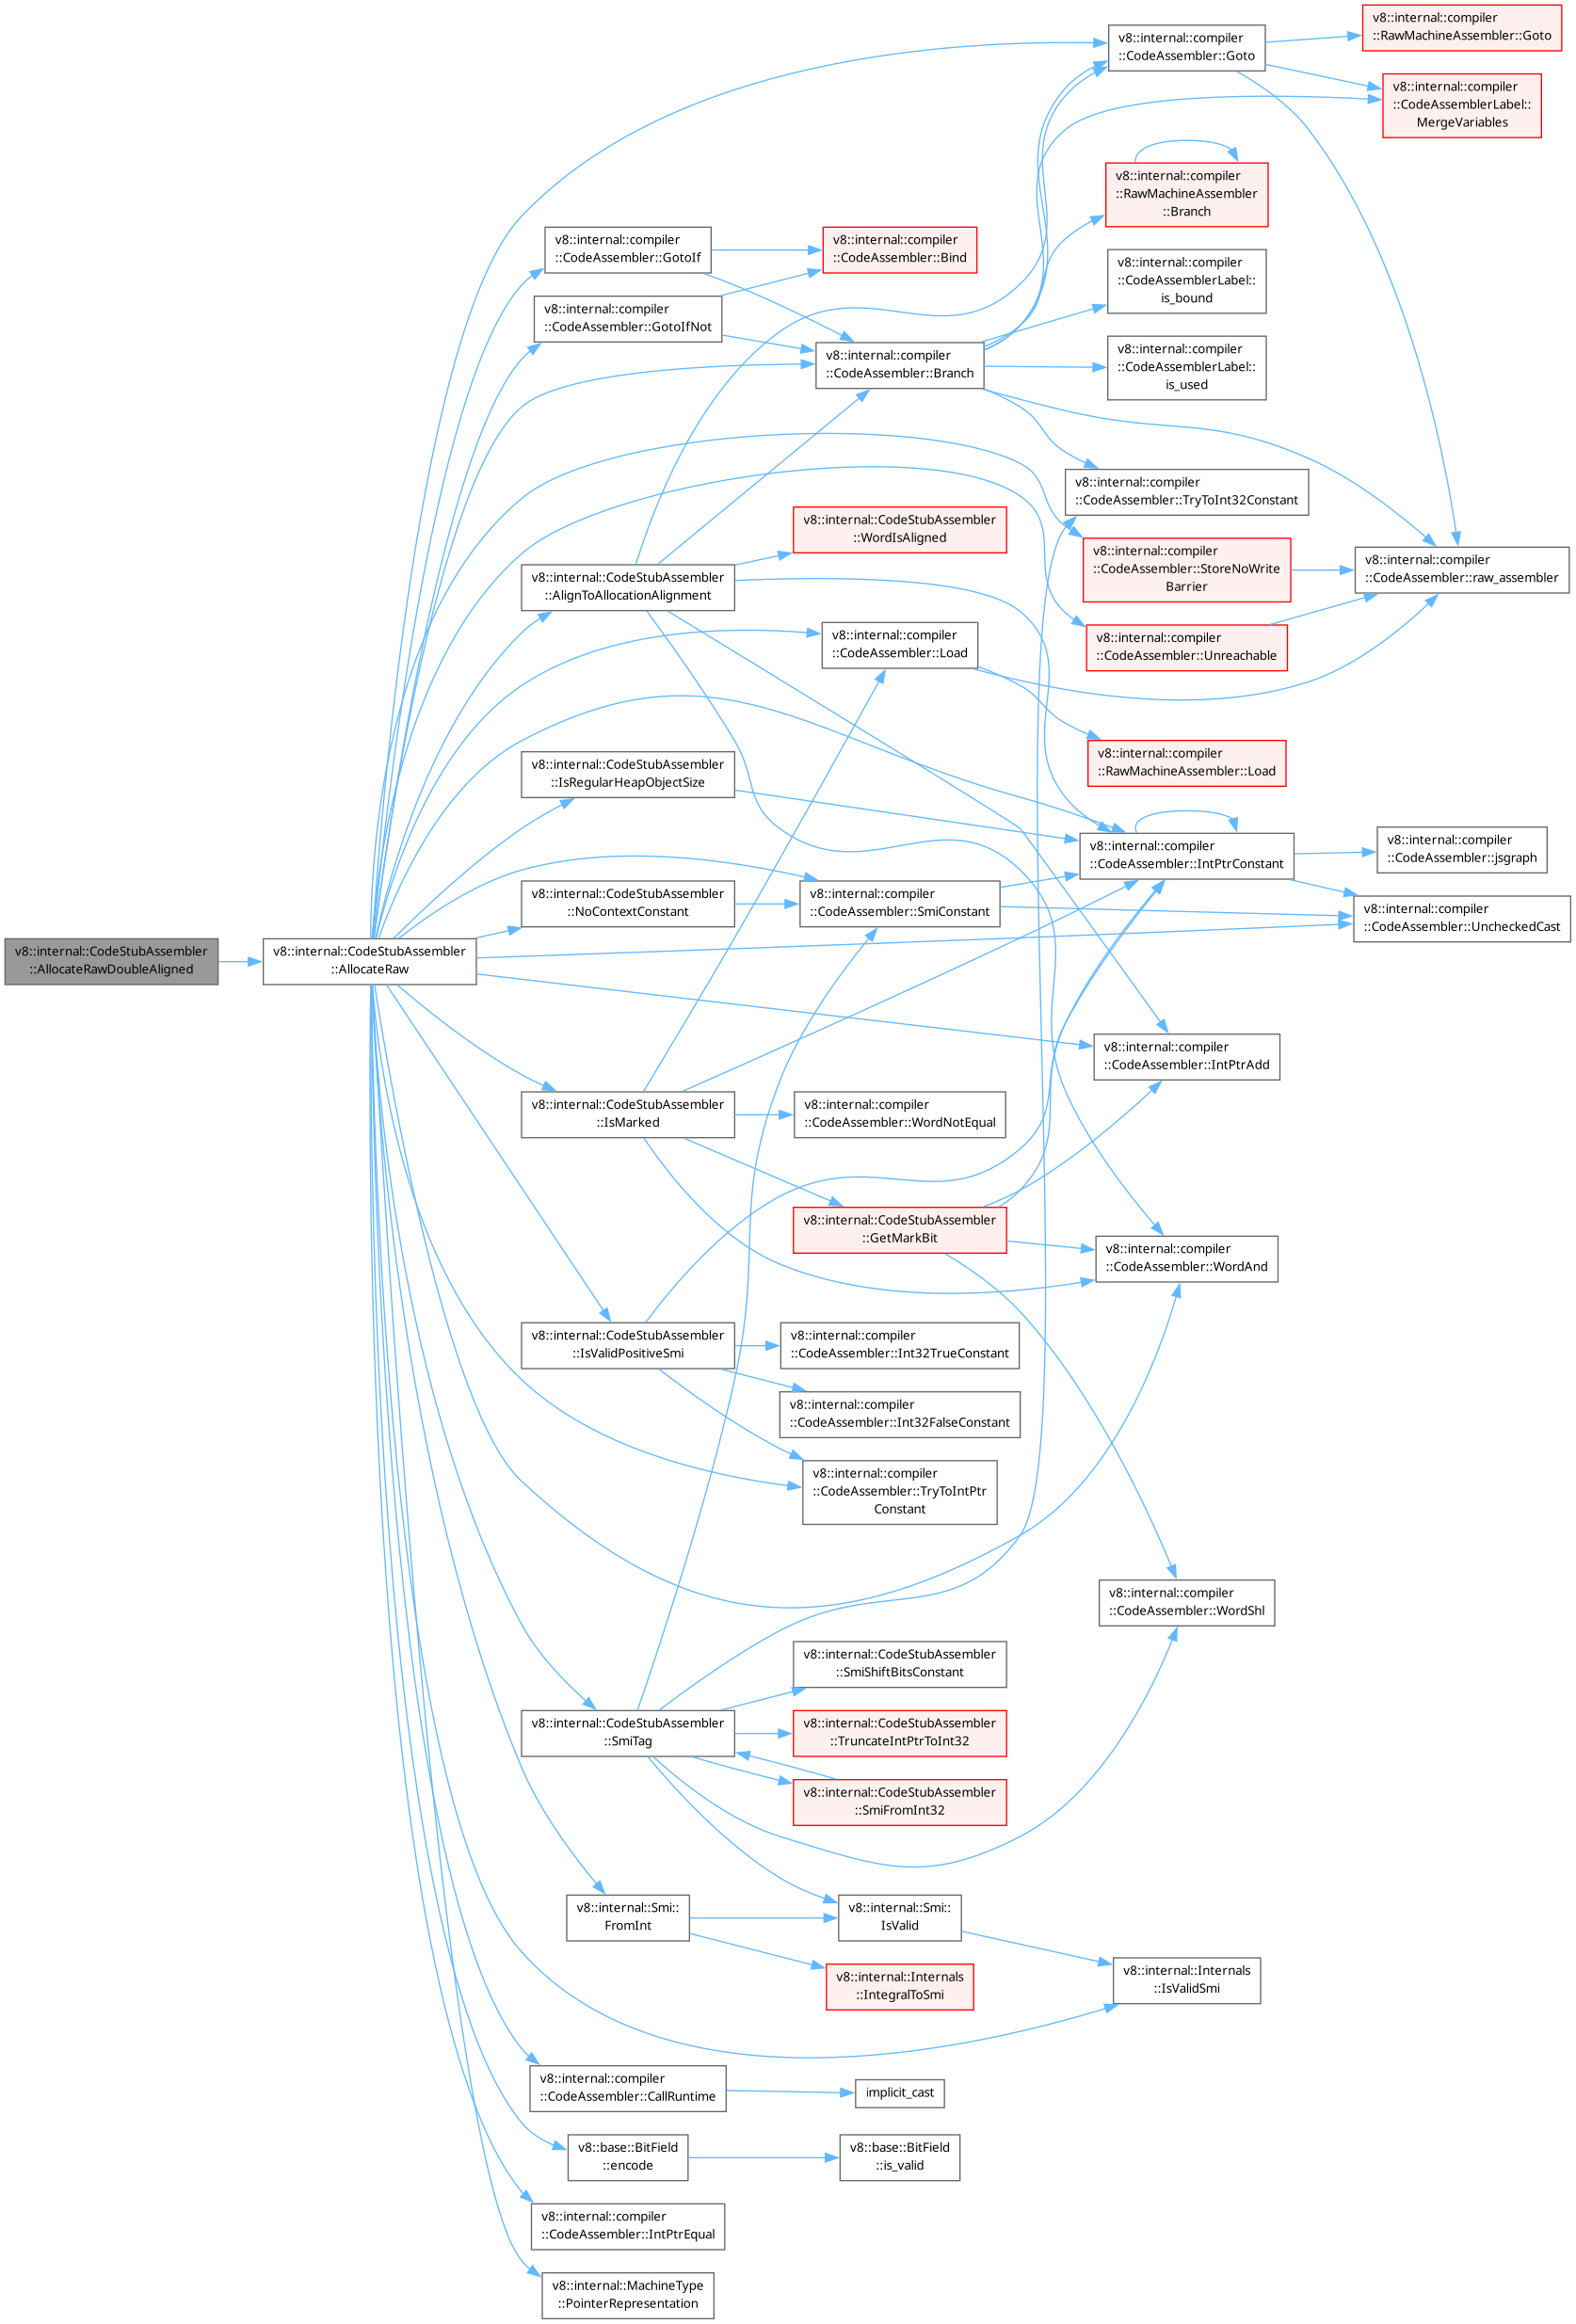 v8::internal::compiler
::CodeAssembler::Goto
v8::internal::compiler
::RawMachineAssembler::Goto
v8::internal::compiler
::CodeAssemblerLabel::
MergeVariables
v8::internal::compiler
::RawMachineAssembler
::Branch
v8::internal::compiler
::CodeAssembler::GotoIf
v8::internal::compiler
::CodeAssembler::Bind
v8::internal::compiler
::CodeAssemblerLabel::
is_bound
v8::internal::compiler
::CodeAssembler::GotoIfNot
v8::internal::compiler
::CodeAssembler::Branch
v8::internal::compiler
::CodeAssemblerLabel::
is_used
v8::internal::compiler
::CodeAssembler::TryToInt32Constant
v8::internal::CodeStubAssembler
::WordIsAligned
v8::internal::compiler
::CodeAssembler::StoreNoWrite
Barrier
v8::internal::compiler
::CodeAssembler::raw_assembler
v8::internal::CodeStubAssembler
::AlignToAllocationAlignment
v8::internal::compiler
::CodeAssembler::Load
v8::internal::compiler
::CodeAssembler::Unreachable
v8::internal::CodeStubAssembler
::IsRegularHeapObjectSize
v8::internal::compiler
::RawMachineAssembler::Load
v8::internal::compiler
::CodeAssembler::IntPtrConstant
v8::internal::compiler
::CodeAssembler::jsgraph
v8::internal::CodeStubAssembler
::NoContextConstant
v8::internal::compiler
::CodeAssembler::SmiConstant
v8::internal::compiler
::CodeAssembler::UncheckedCast
v8::internal::CodeStubAssembler
::AllocateRawDoubleAligned
v8::internal::CodeStubAssembler
::AllocateRaw
v8::internal::compiler
::CodeAssembler::IntPtrAdd
v8::internal::CodeStubAssembler
::IsMarked
v8::internal::compiler
::CodeAssembler::WordNotEqual
v8::internal::CodeStubAssembler
::GetMarkBit
v8::internal::compiler
::CodeAssembler::WordAnd
v8::internal::CodeStubAssembler
::IsValidPositiveSmi
v8::internal::compiler
::CodeAssembler::Int32TrueConstant
v8::internal::compiler
::CodeAssembler::Int32FalseConstant
v8::internal::compiler
::CodeAssembler::TryToIntPtr
Constant
v8::internal::compiler
::CodeAssembler::WordShl
v8::internal::CodeStubAssembler
::SmiShiftBitsConstant
v8::internal::CodeStubAssembler
::SmiTag
v8::internal::CodeStubAssembler
::TruncateIntPtrToInt32
v8::internal::CodeStubAssembler
::SmiFromInt32
v8::internal::Smi::
FromInt
v8::internal::Smi::
IsValid
v8::internal::Internals
::IntegralToSmi
v8::internal::Internals
::IsValidSmi
v8::internal::compiler
::CodeAssembler::CallRuntime
implicit_cast
v8::base::BitField
::encode
v8::base::BitField
::is_valid
v8::internal::compiler
::CodeAssembler::IntPtrEqual
v8::internal::MachineType
::PointerRepresentation